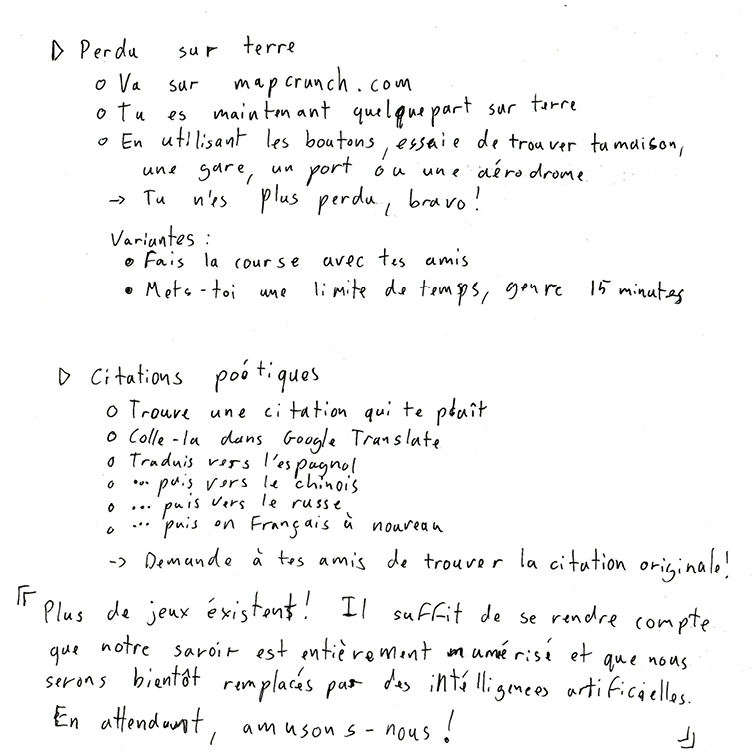 ▷ Perdu sur terre
o Va sur mapcrunch.com
o Tu es maintenant quelque part sur terre
o En utilisant les boutons, essaie de trouver ta maison,
une gare, un port óu une aérodrome
→ Tu n'es plus perdu, bravo!
Variantes :
• Fais la course avec tes amis
• Mets-toi une limite de temps, genre 15 minutes
▷ Citations poétiques
o Trouve une citation qui te plaît
o Colle-la dans Google Translate
o Traduis vers l'espagnol
o ... puis vers le chinois
o ... puis vers le russe
o ... puis en Français à nouveau
→ Demande à tes amis de trouver la citation originale!
Plus de jeux éxistent! Il suffit de se rendre compte
que notre savoir est entièrement numérisé et que nous
serons bientôt remplacés par des intélligences artificielles.
En attendant, amusons-nous!